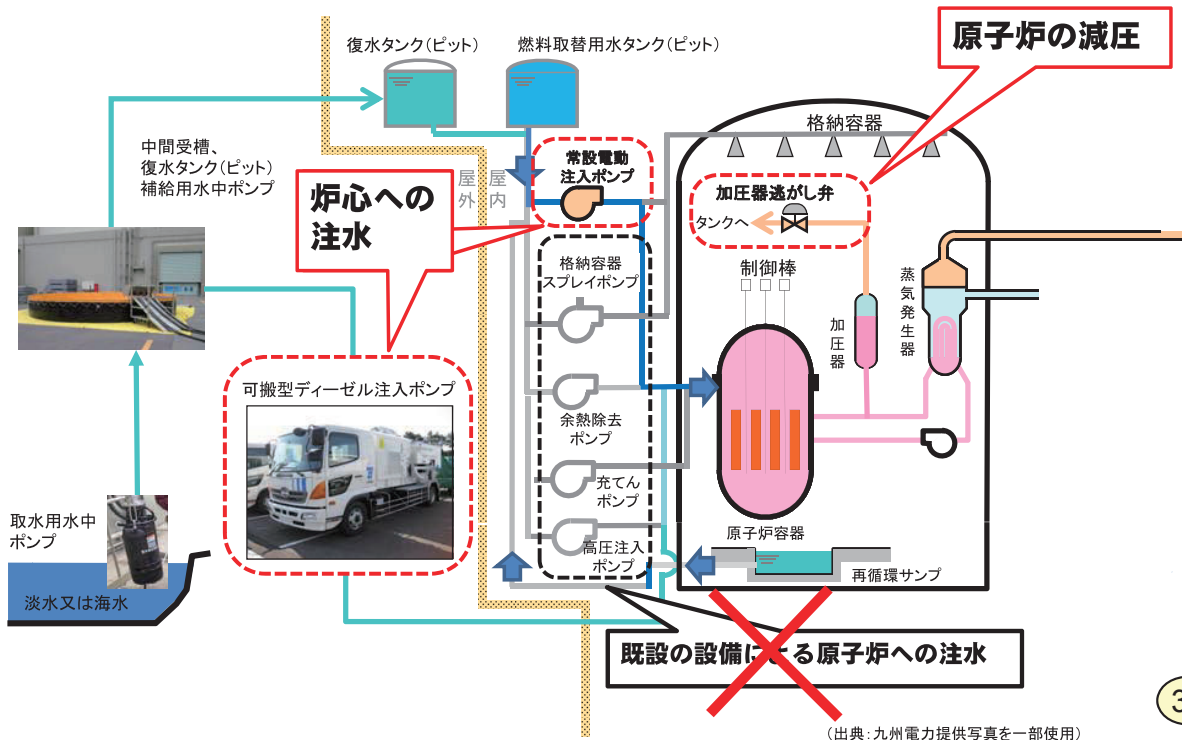 復水タンク(ピット)
燃料取替用水タンク(ピット)
原子炉の減圧
中間受槽、
復水タンク(ピット)
補給用水中ポンプ
屋外
屋内
常設電動
注入ポンプ
格納容器
炉心への
注水
加圧器逃がし弁
タンクへ
格納容器
スプレイポンプ
制御棒
加圧器
蒸気発生器
可搬型ディーゼル注入ポンプ
余熱除去
ポンプ
充てん
ポンプ
高圧注入
ポンプ
原子炉容器
再循環サンプ
取水用水中
ポンプ
淡水又は海水
既設の設備による原子炉への注水
3
(出典:九州電力提供写真を一部使用)